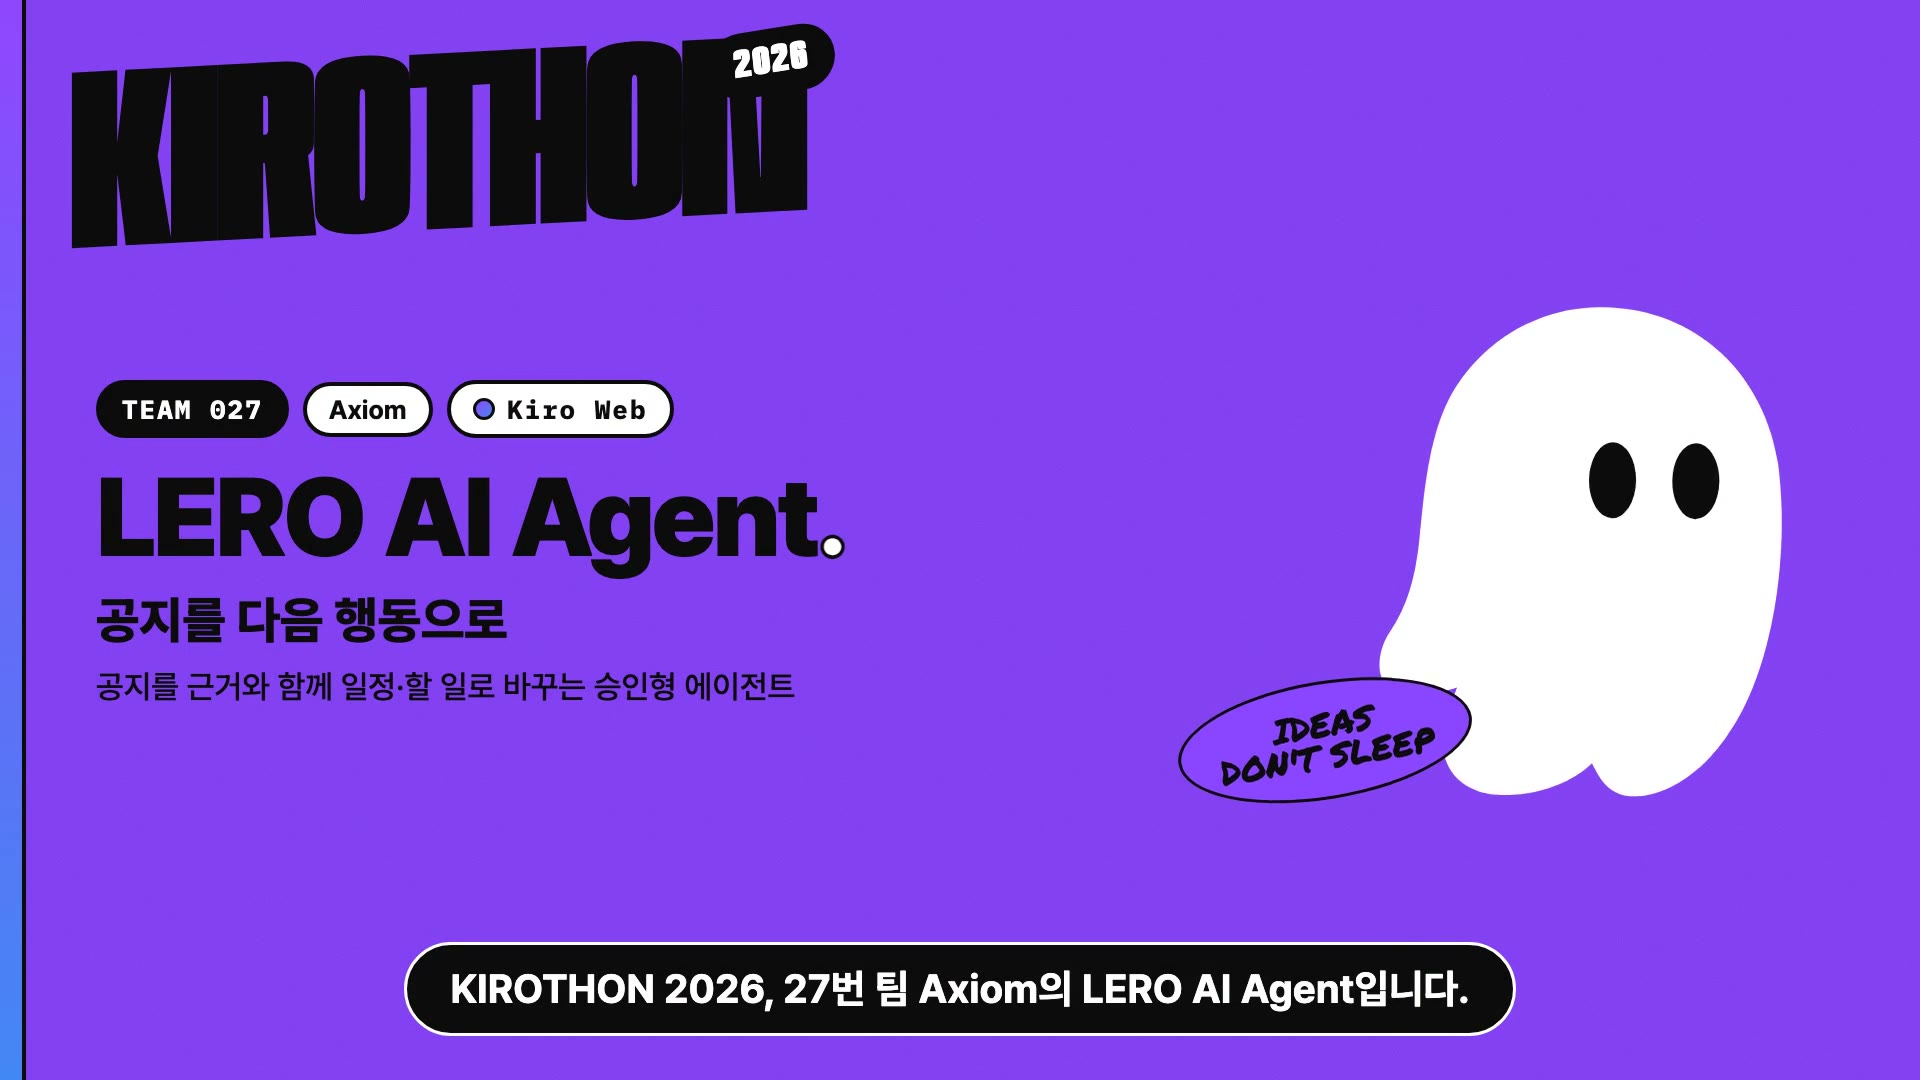 KIROTHON
2026
TEAM 027
Axiom
Kiro Web
LERO AI Agent.
공지를 다음 행동으로
공지를 근거와 함께 일정·할 일로 바꾸는 승인형 에이전트
IDEAS
DON'T SLEEP
KIROTHON 2026, 27번 팀 Axiom의 LERO AI Agent입니다.